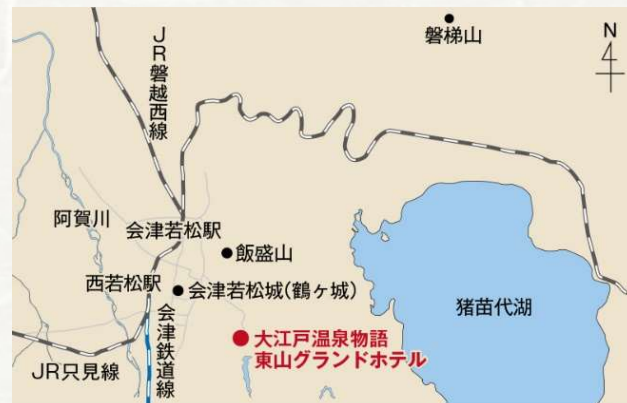 磐梯山
N
JR磐越西線
阿賀川
会津若松駅
飯盛山
西若松駅
会津若松城(鶴ヶ城)
猪苗代湖
会津鉄道線
大江戸温泉物語
東山グランドホテル
JR只見線